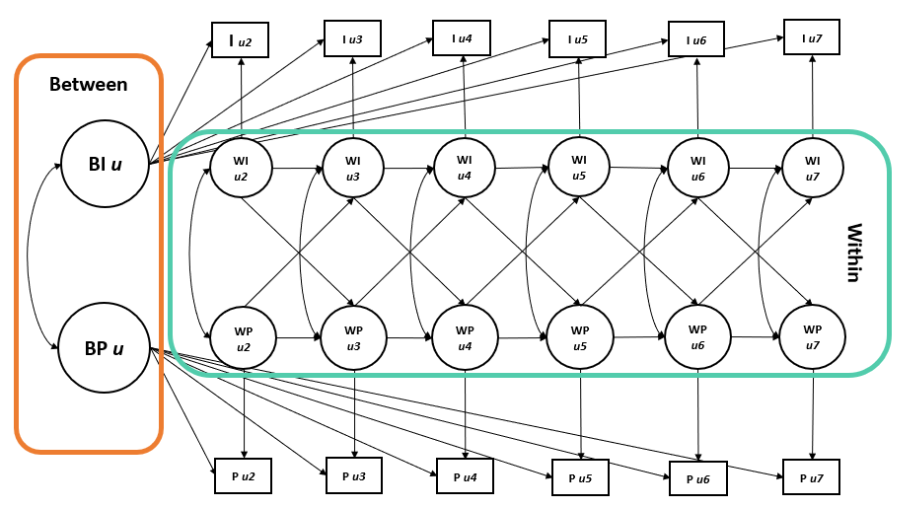 I u2
I u3
I u4
I u5
I u6
I u7
Between
BI u
WI
u2
WI
u3
WI
u4
WI
u5
WI
u6
WI
u7
Within
BP u
WP
u2
WP
u3
WP
u4
WP
u5
WP
u6
WP
u7
P u2
P u3
P u4
P u5
P u6
P u7